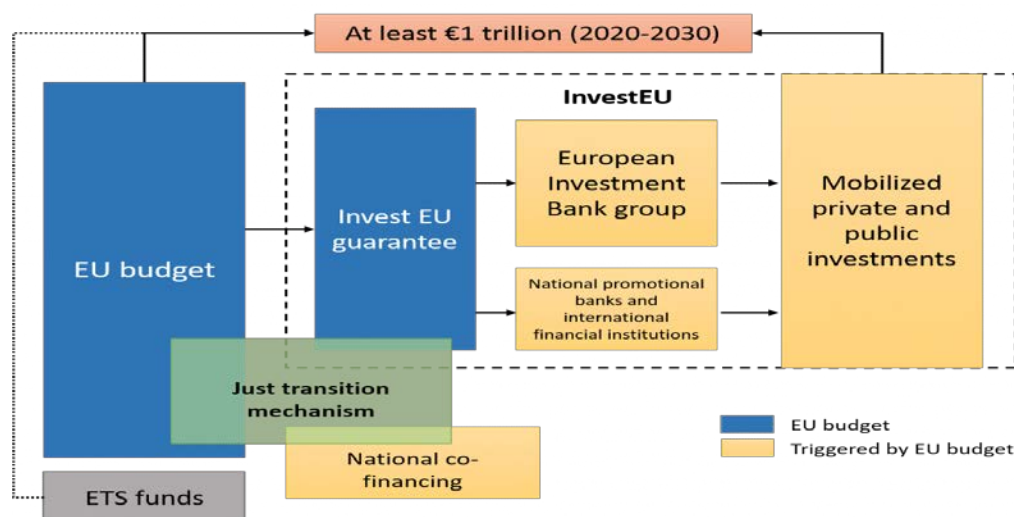 At least €1 trillion (2020-2030)
EU budget
InvestEU
Invest EU
guarantee
European
Investment
Bank group
National promotional
banks and
international
financial institutions
Mobilized
private and
public
investments
Just transition
mechanism
National co-
financing
ETS funds
EU budget
Triggered by EU budget